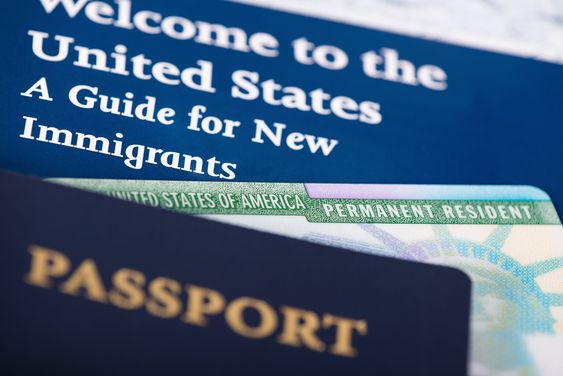 Welcome to the
United States
A Guide for New
Immigrants
UNITED STATES OF AMERICA PERMANENT RESIDENT
PASSPORT